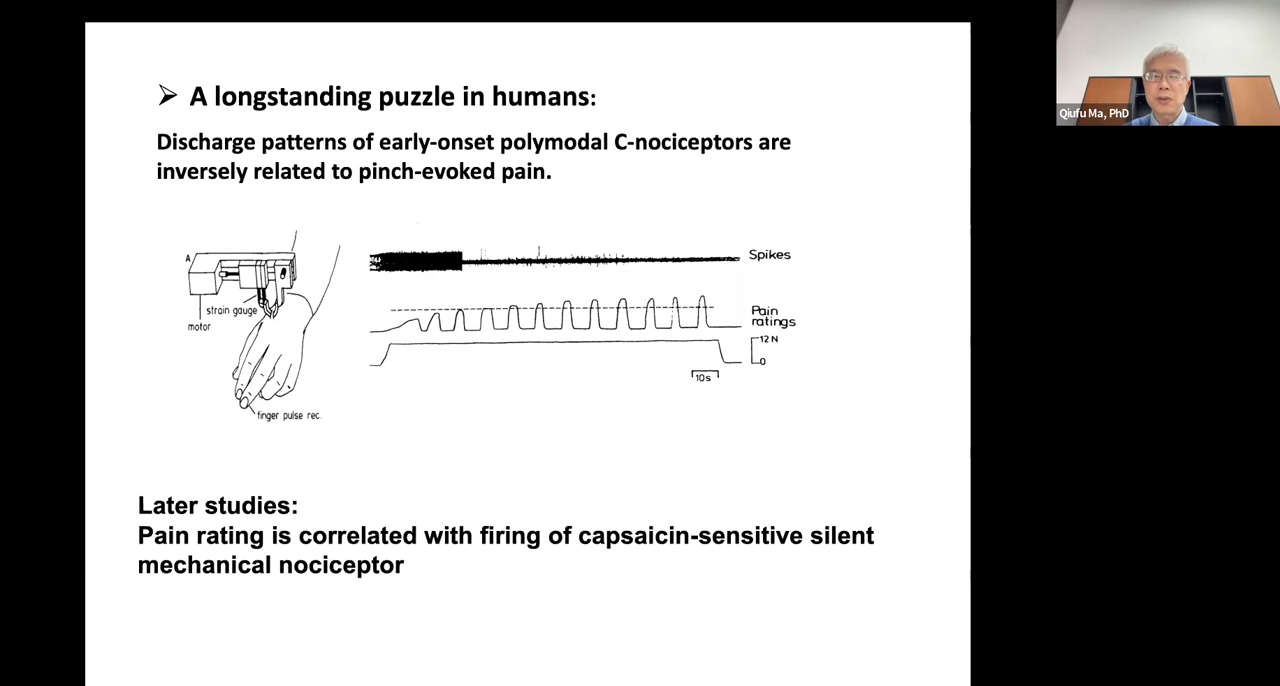 ➢ A longstanding puzzle in humans:
Discharge patterns of early-onset polymodal C-nociceptors are
inversely related to pinch-evoked pain.
A
strain gauge
motor
finger pulse rec.
Spikes
Pain
ratings
12 N
0
10s
Later studies:
Pain rating is correlated with firing of capsaicin-sensitive silent
mechanical nociceptor
Qiufu Ma, PhD